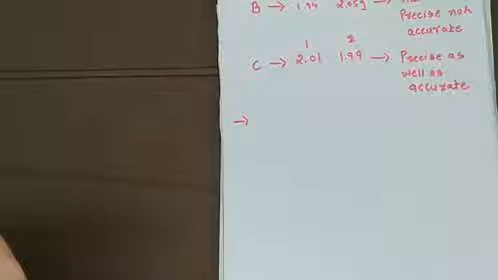 B → 1.94 2.05
Precise not
accurate
1 2
C → 2.01 1.99 → Precise as
well as
accurate
→